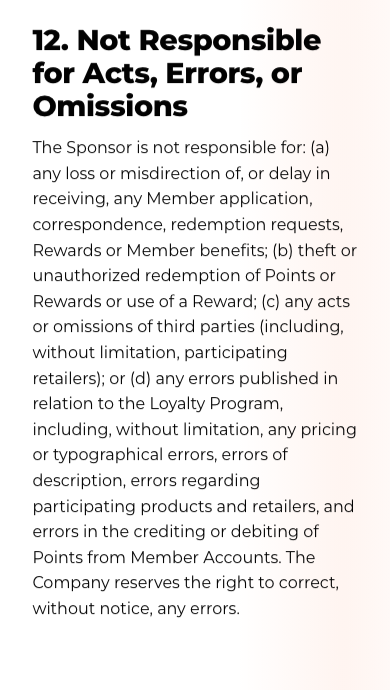 12. Not Responsible
for Acts, Errors, or
Omissions
The Sponsor is not responsible for: (a)
any loss or misdirection of, or delay in
receiving, any Member application,
correspondence, redemption requests,
Rewards or Member benefits; (b) theft or
unauthorized redemption of Points or
Rewards or use of a Reward; (c) any acts
or omissions of third parties (including,
without limitation, participating
retailers); or (d) any errors published in
relation to the Loyalty Program,
including, without limitation, any pricing
or typographical errors, errors of
description, errors regarding
participating products and retailers, and
errors in the crediting or debiting of
Points from Member Accounts. The
Company reserves the right to correct,
without notice, any errors.